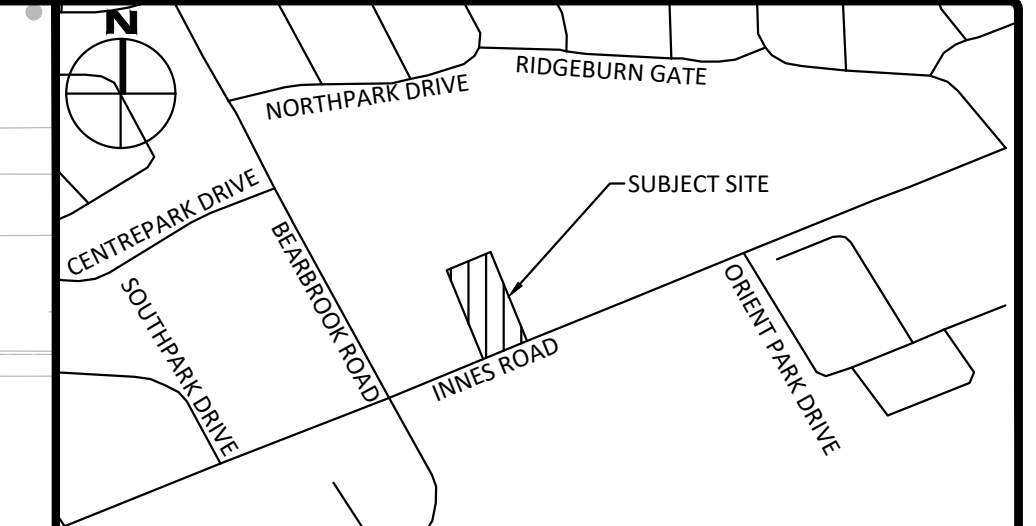 N
RIDGEBURN GATE
NORTHPARK DRIVE
SUBJECT SITE
CENTREPARK DRIVE
BEARBROOK ROAD
SOUTHPARK DRIVE
ORIENT PARK DRIVE
INNES ROAD